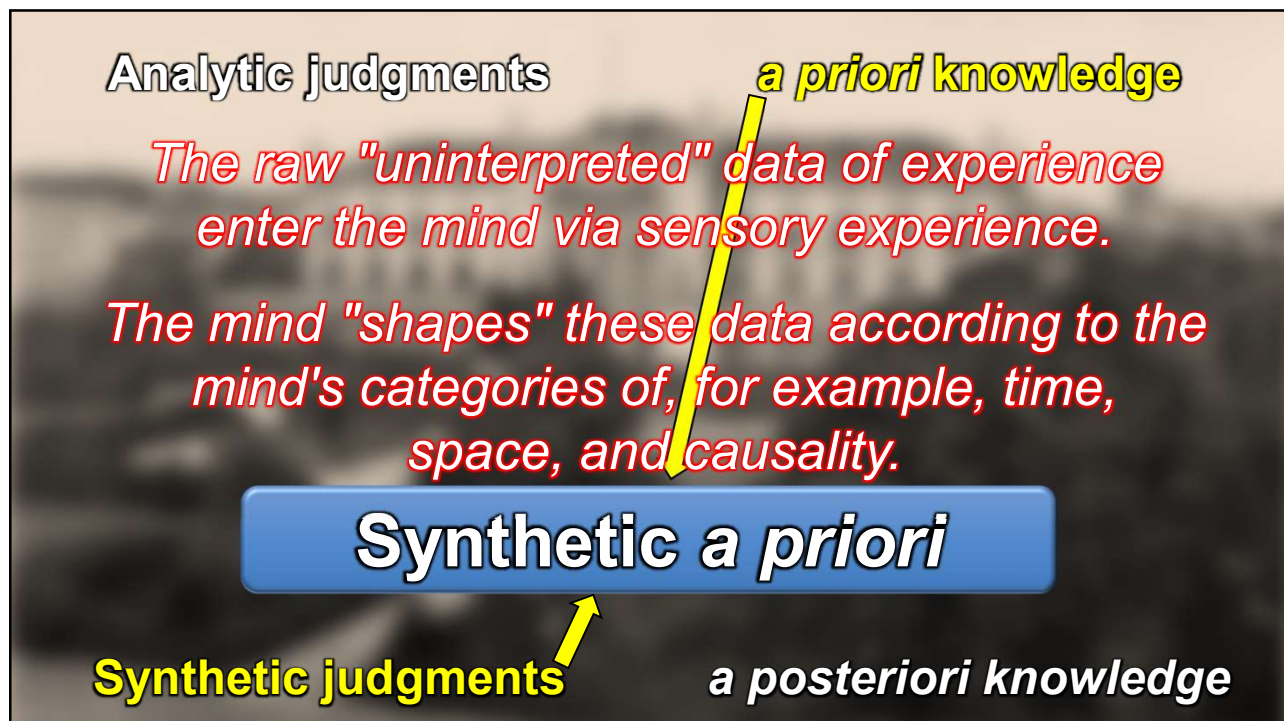 Analytic judgments
a priori knowledge
The raw "uninterpreted" data of experience
enter the mind via sensory experience.
The mind "shapes" these data according to the
mind's categories of, for example, time,
space, and causality.
Synthetic a priori
Synthetic judgments
a posteriori knowledge